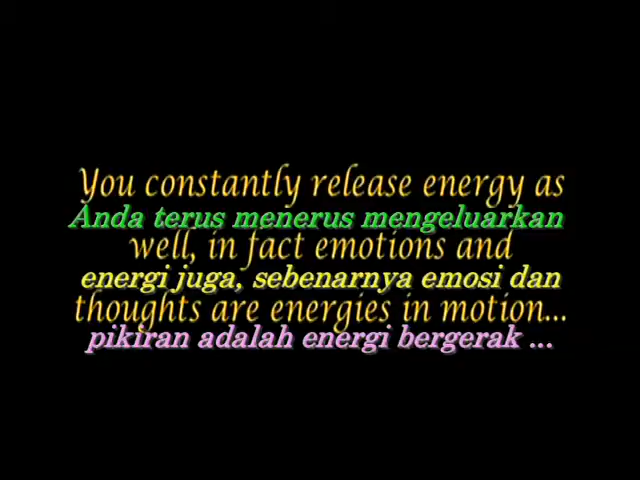 You constantly release energy as
Anda terus menerus mengeluarkan
well, in fact emotions and
energi juga, sebenarnya emosi dan
thoughts are energies in motion...
pikiran adalah energi bergerak ...